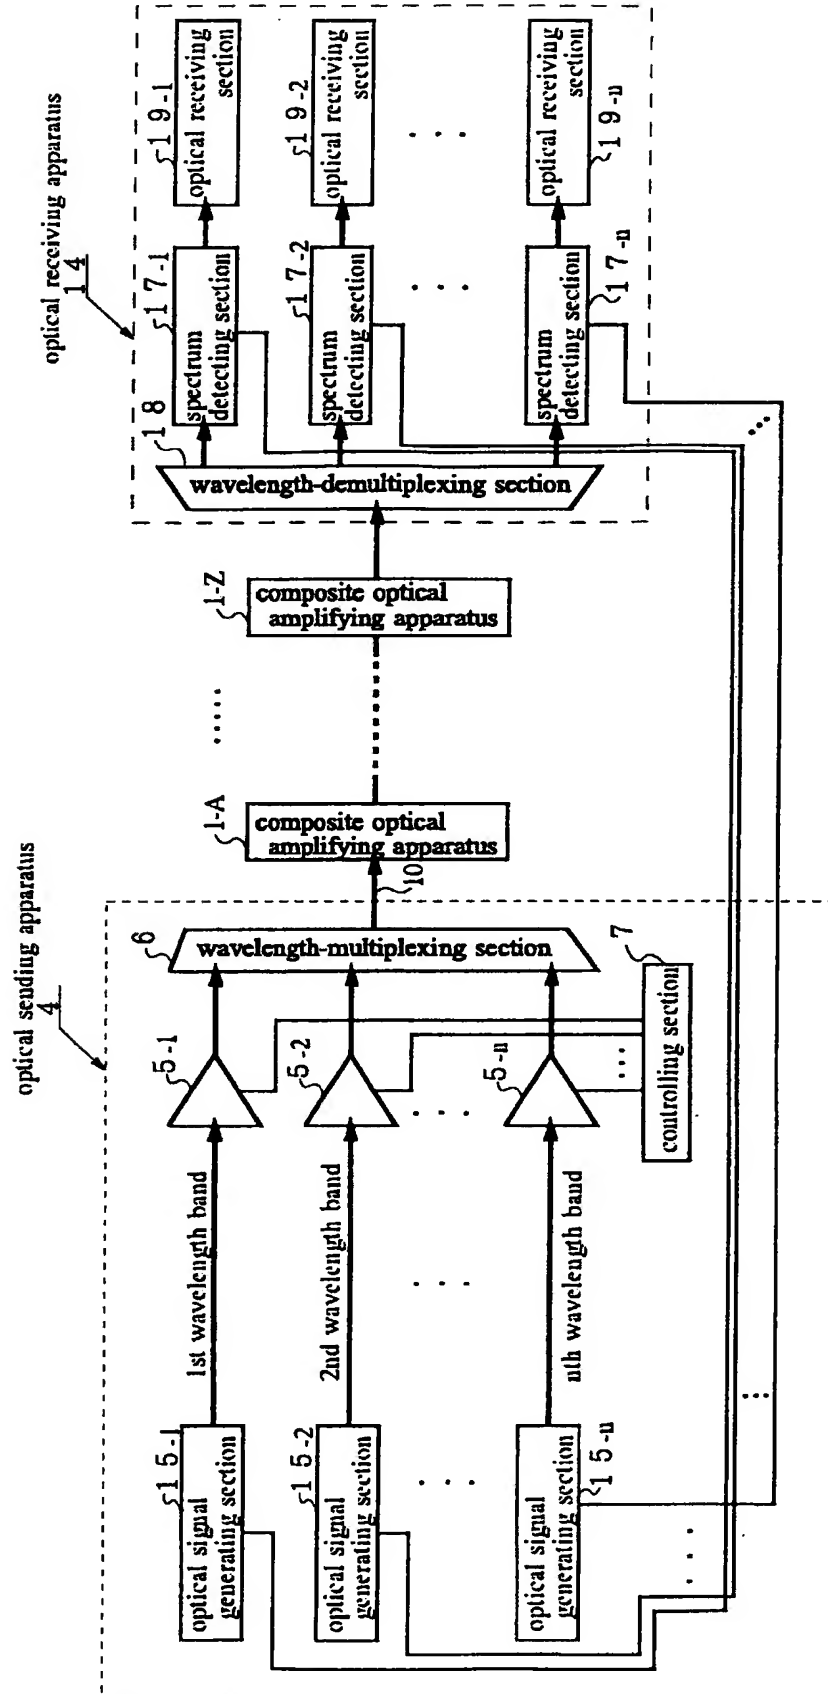 optical sending apparatus
4
optical receiving apparatus
14
optical signal
generating section
15-1
1st wavelength band
5-1
optical signal
generating section
15-2
2nd wavelength band
5-2
. . .
. . .
. . .
optical signal
generating section
15-n
nth wavelength band
5-n
. . .
. . .
controlling section
7
6
wavelength-multiplexing section
10
1-A
composite optical
amplifying apparatus
.....
1-Z
composite optical
amplifying apparatus
18
wavelength-demultiplexing section
spectrum
detecting section
17-1
optical receiving
section
19-1
spectrum
detecting section
17-2
optical receiving
section
19-2
. . .
. . .
spectrum
detecting section
17-n
optical receiving
section
19-n
...
...